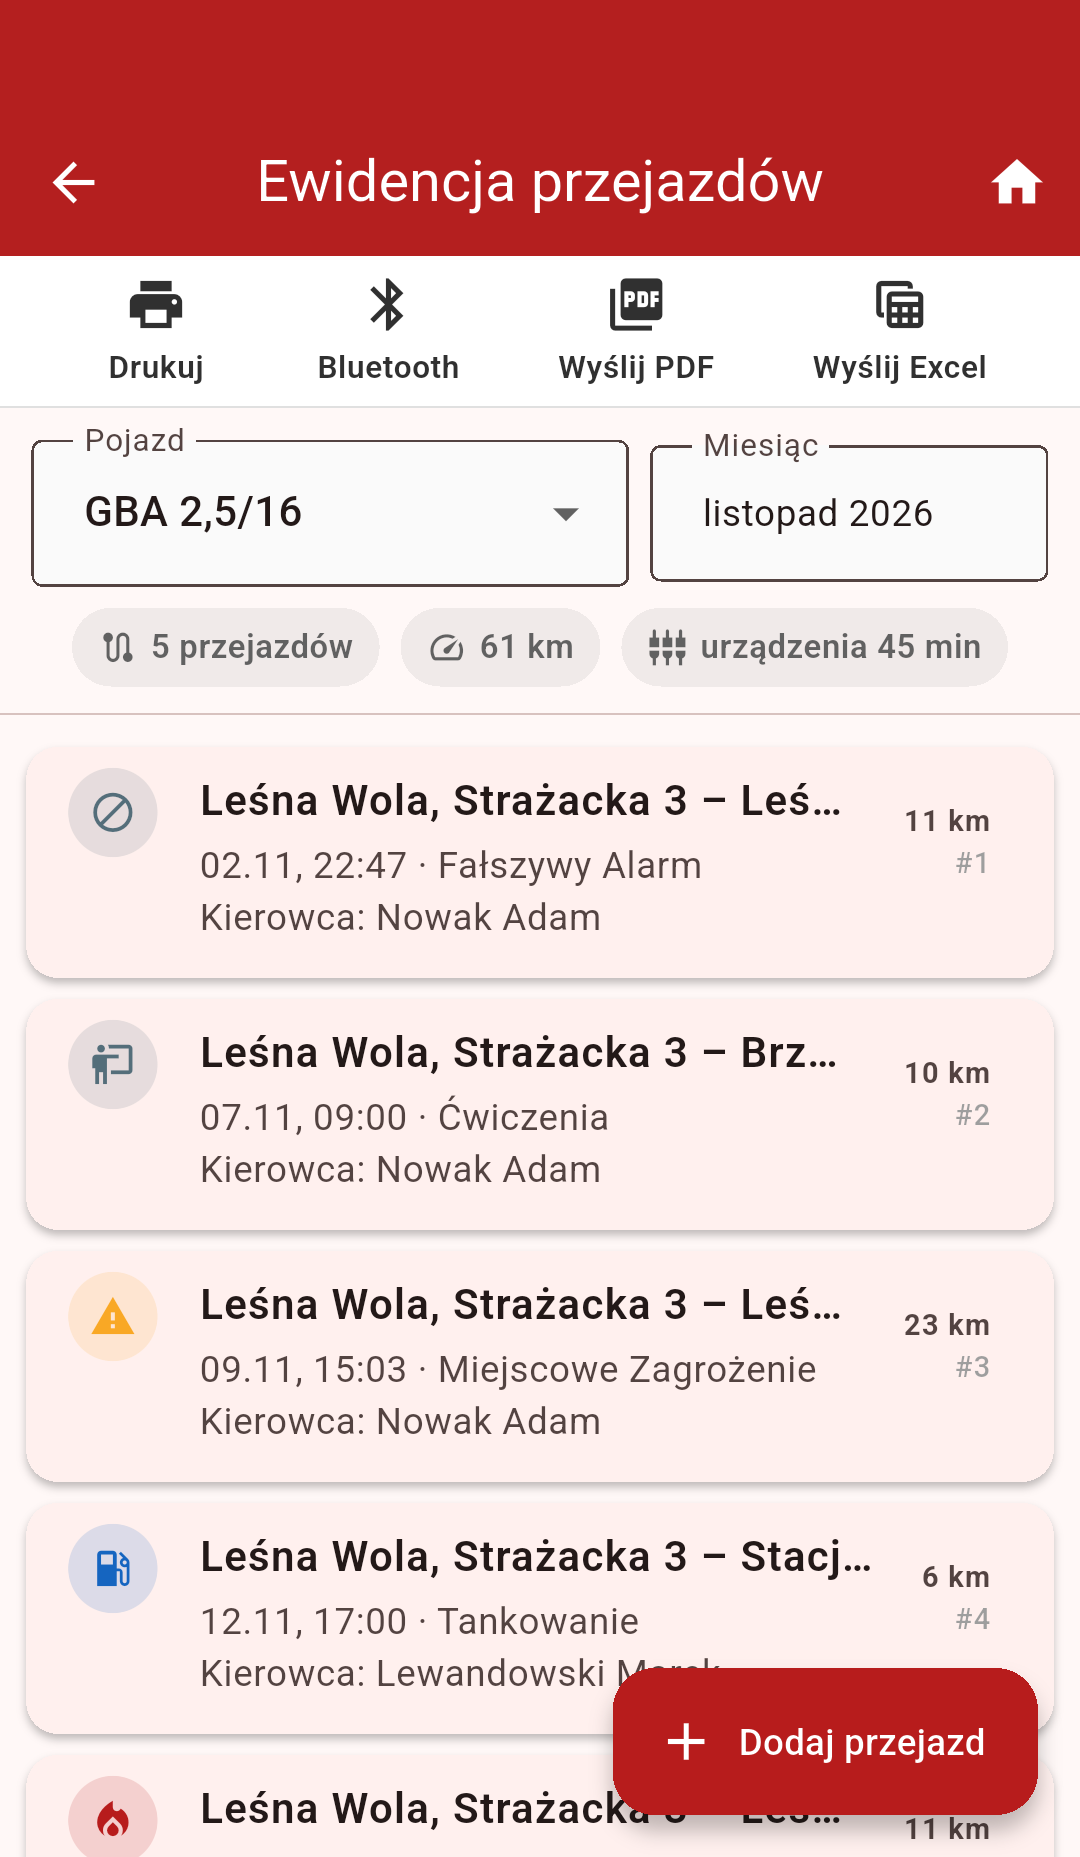 Ewidencja przejazdów
Drukuj
Bluetooth
PDF
Wyślij PDF
Wyślij Excel
Pojazd
GBA 2,5/16
Miesiąc
listopad 2026
5 przejazdów
61 km
urządzenia 45 min
Leśna Wola, Strażacka 3 – Leś…
11 km
02.11, 22:47 · Fałszywy Alarm
#1
Kierowca: Nowak Adam
Leśna Wola, Strażacka 3 – Brz…
10 km
07.11, 09:00 · Ćwiczenia
#2
Kierowca: Nowak Adam
Leśna Wola, Strażacka 3 – Leś…
23 km
09.11, 15:03 · Miejscowe Zagrożenie
#3
Kierowca: Nowak Adam
Leśna Wola, Strażacka 3 – Stacj…
6 km
12.11, 17:00 · Tankowanie
#4
Kierowca: Lewandowski Marek
Dodaj przejazd
Leśna Wola, Strażacka 3 – Leś…
11 km